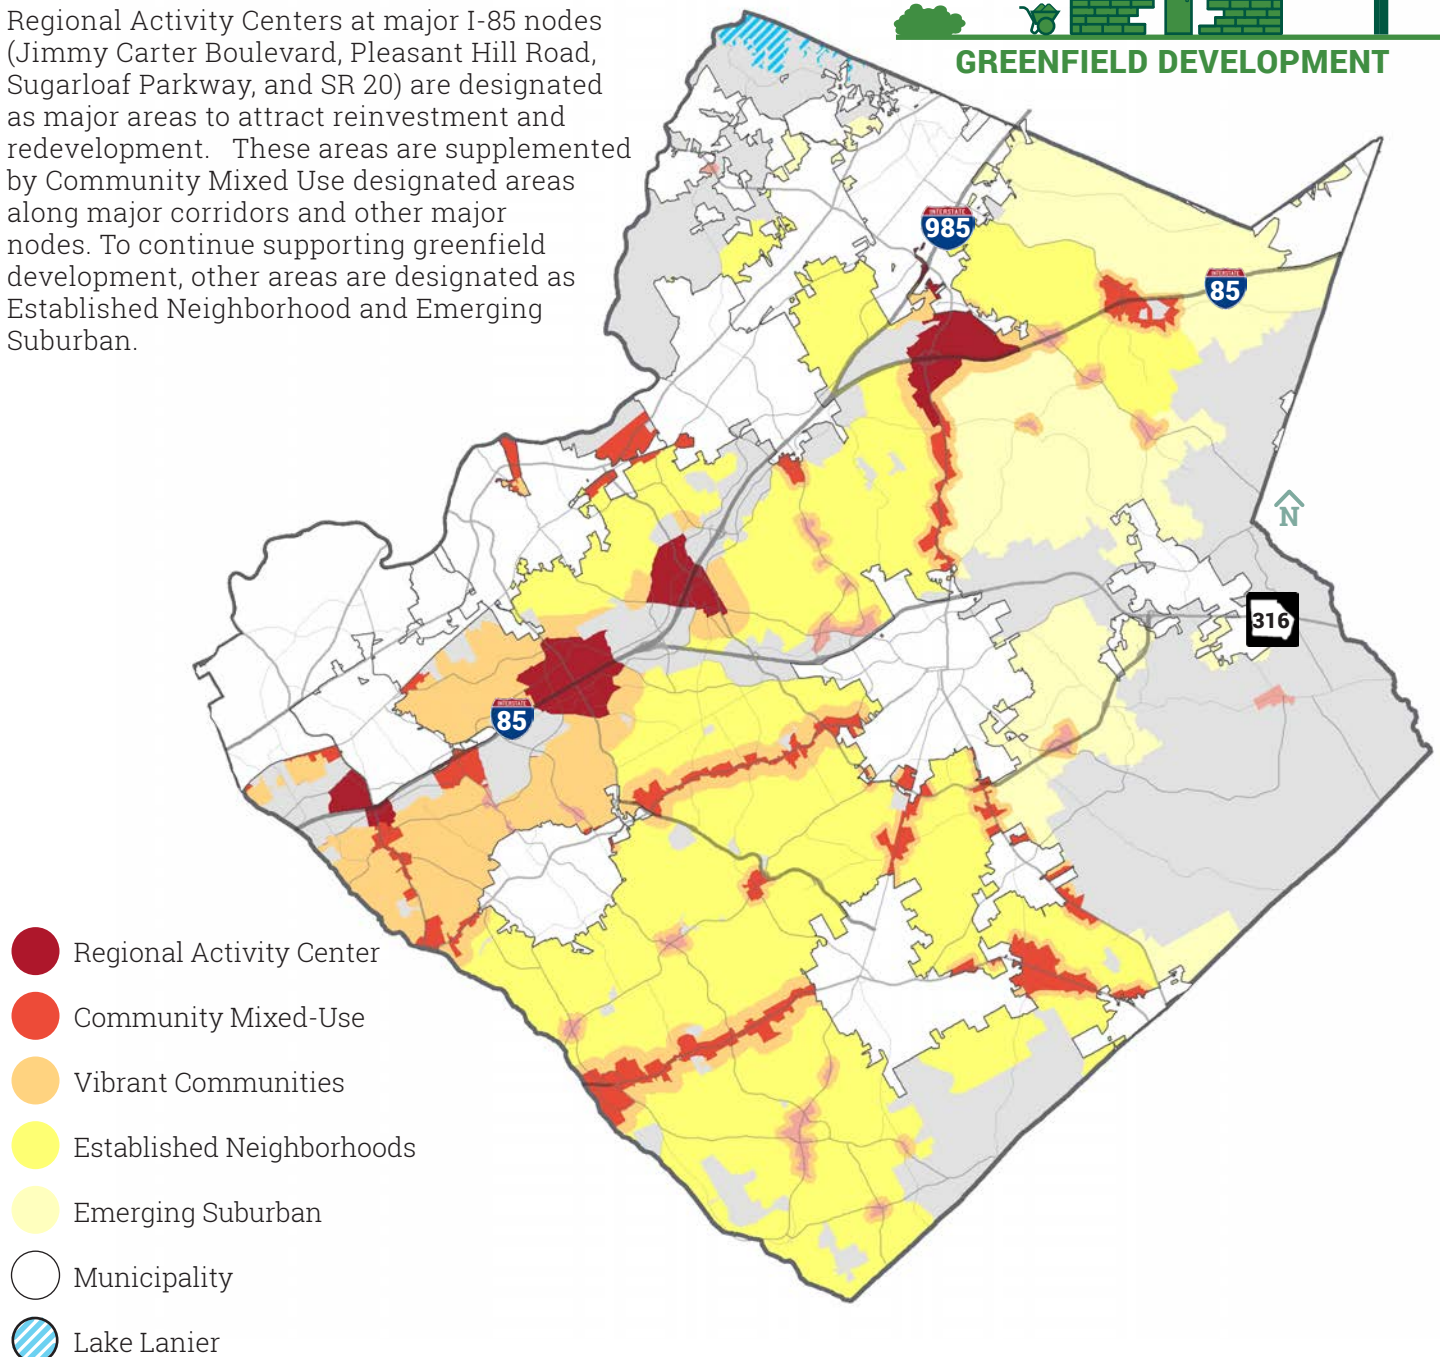 Regional Activity Centers at major I-85 nodes
(Jimmy Carter Boulevard, Pleasant Hill Road,
Sugarloaf Parkway, and SR 20) are designated
as major areas to attract reinvestment and
redevelopment. These areas are supplemented
by Community Mixed Use designated areas
along major corridors and other major
nodes. To continue supporting greenfield
development, other areas are designated as
Established Neighborhood and Emerging
Suburban.
GREENFIELD DEVELOPMENT
INTERSTATE
985
INTERSTATE
85
N
316
INTERSTATE
85
Regional Activity Center
Community Mixed-Use
Vibrant Communities
Established Neighborhoods
Emerging Suburban
Municipality
Lake Lanier